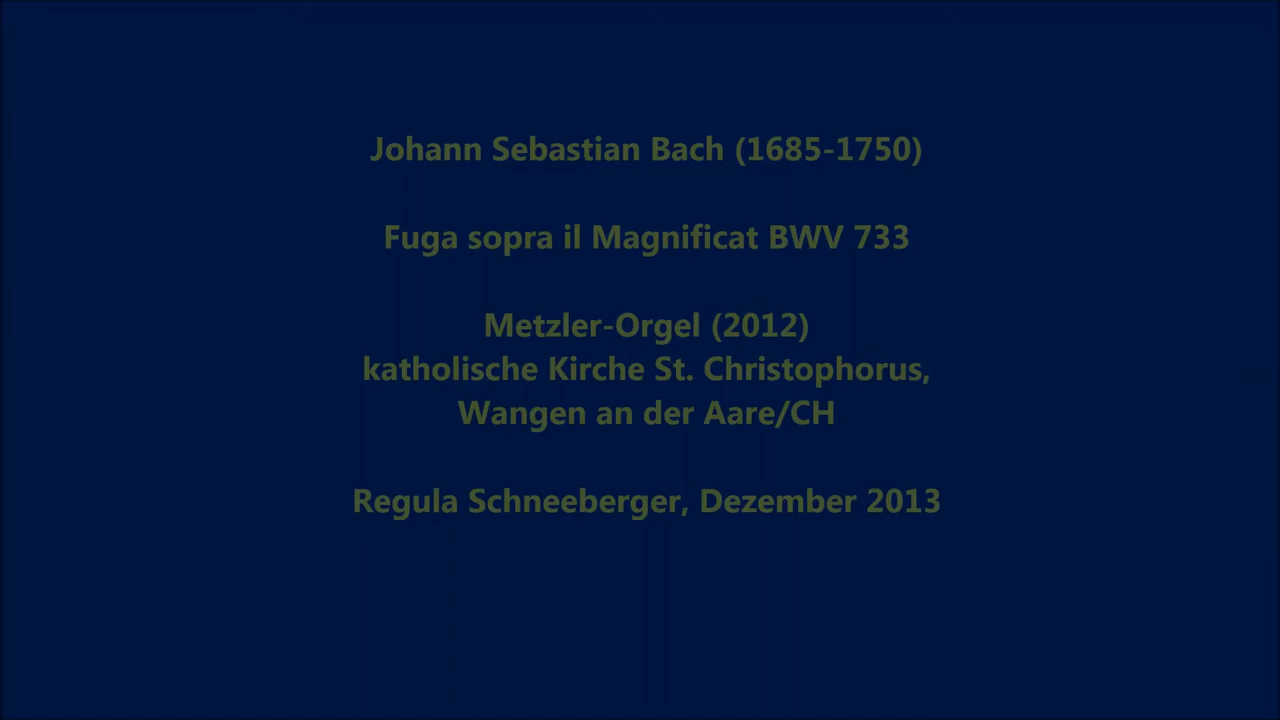 Johann Sebastian Bach (1685-1750)
Fuga sopra il Magnificat BWV 733
Metzler-Orgel (2012)
katholische Kirche St. Christophorus,
Wangen an der Aare/CH
Regula Schneeberger, Dezember 2013